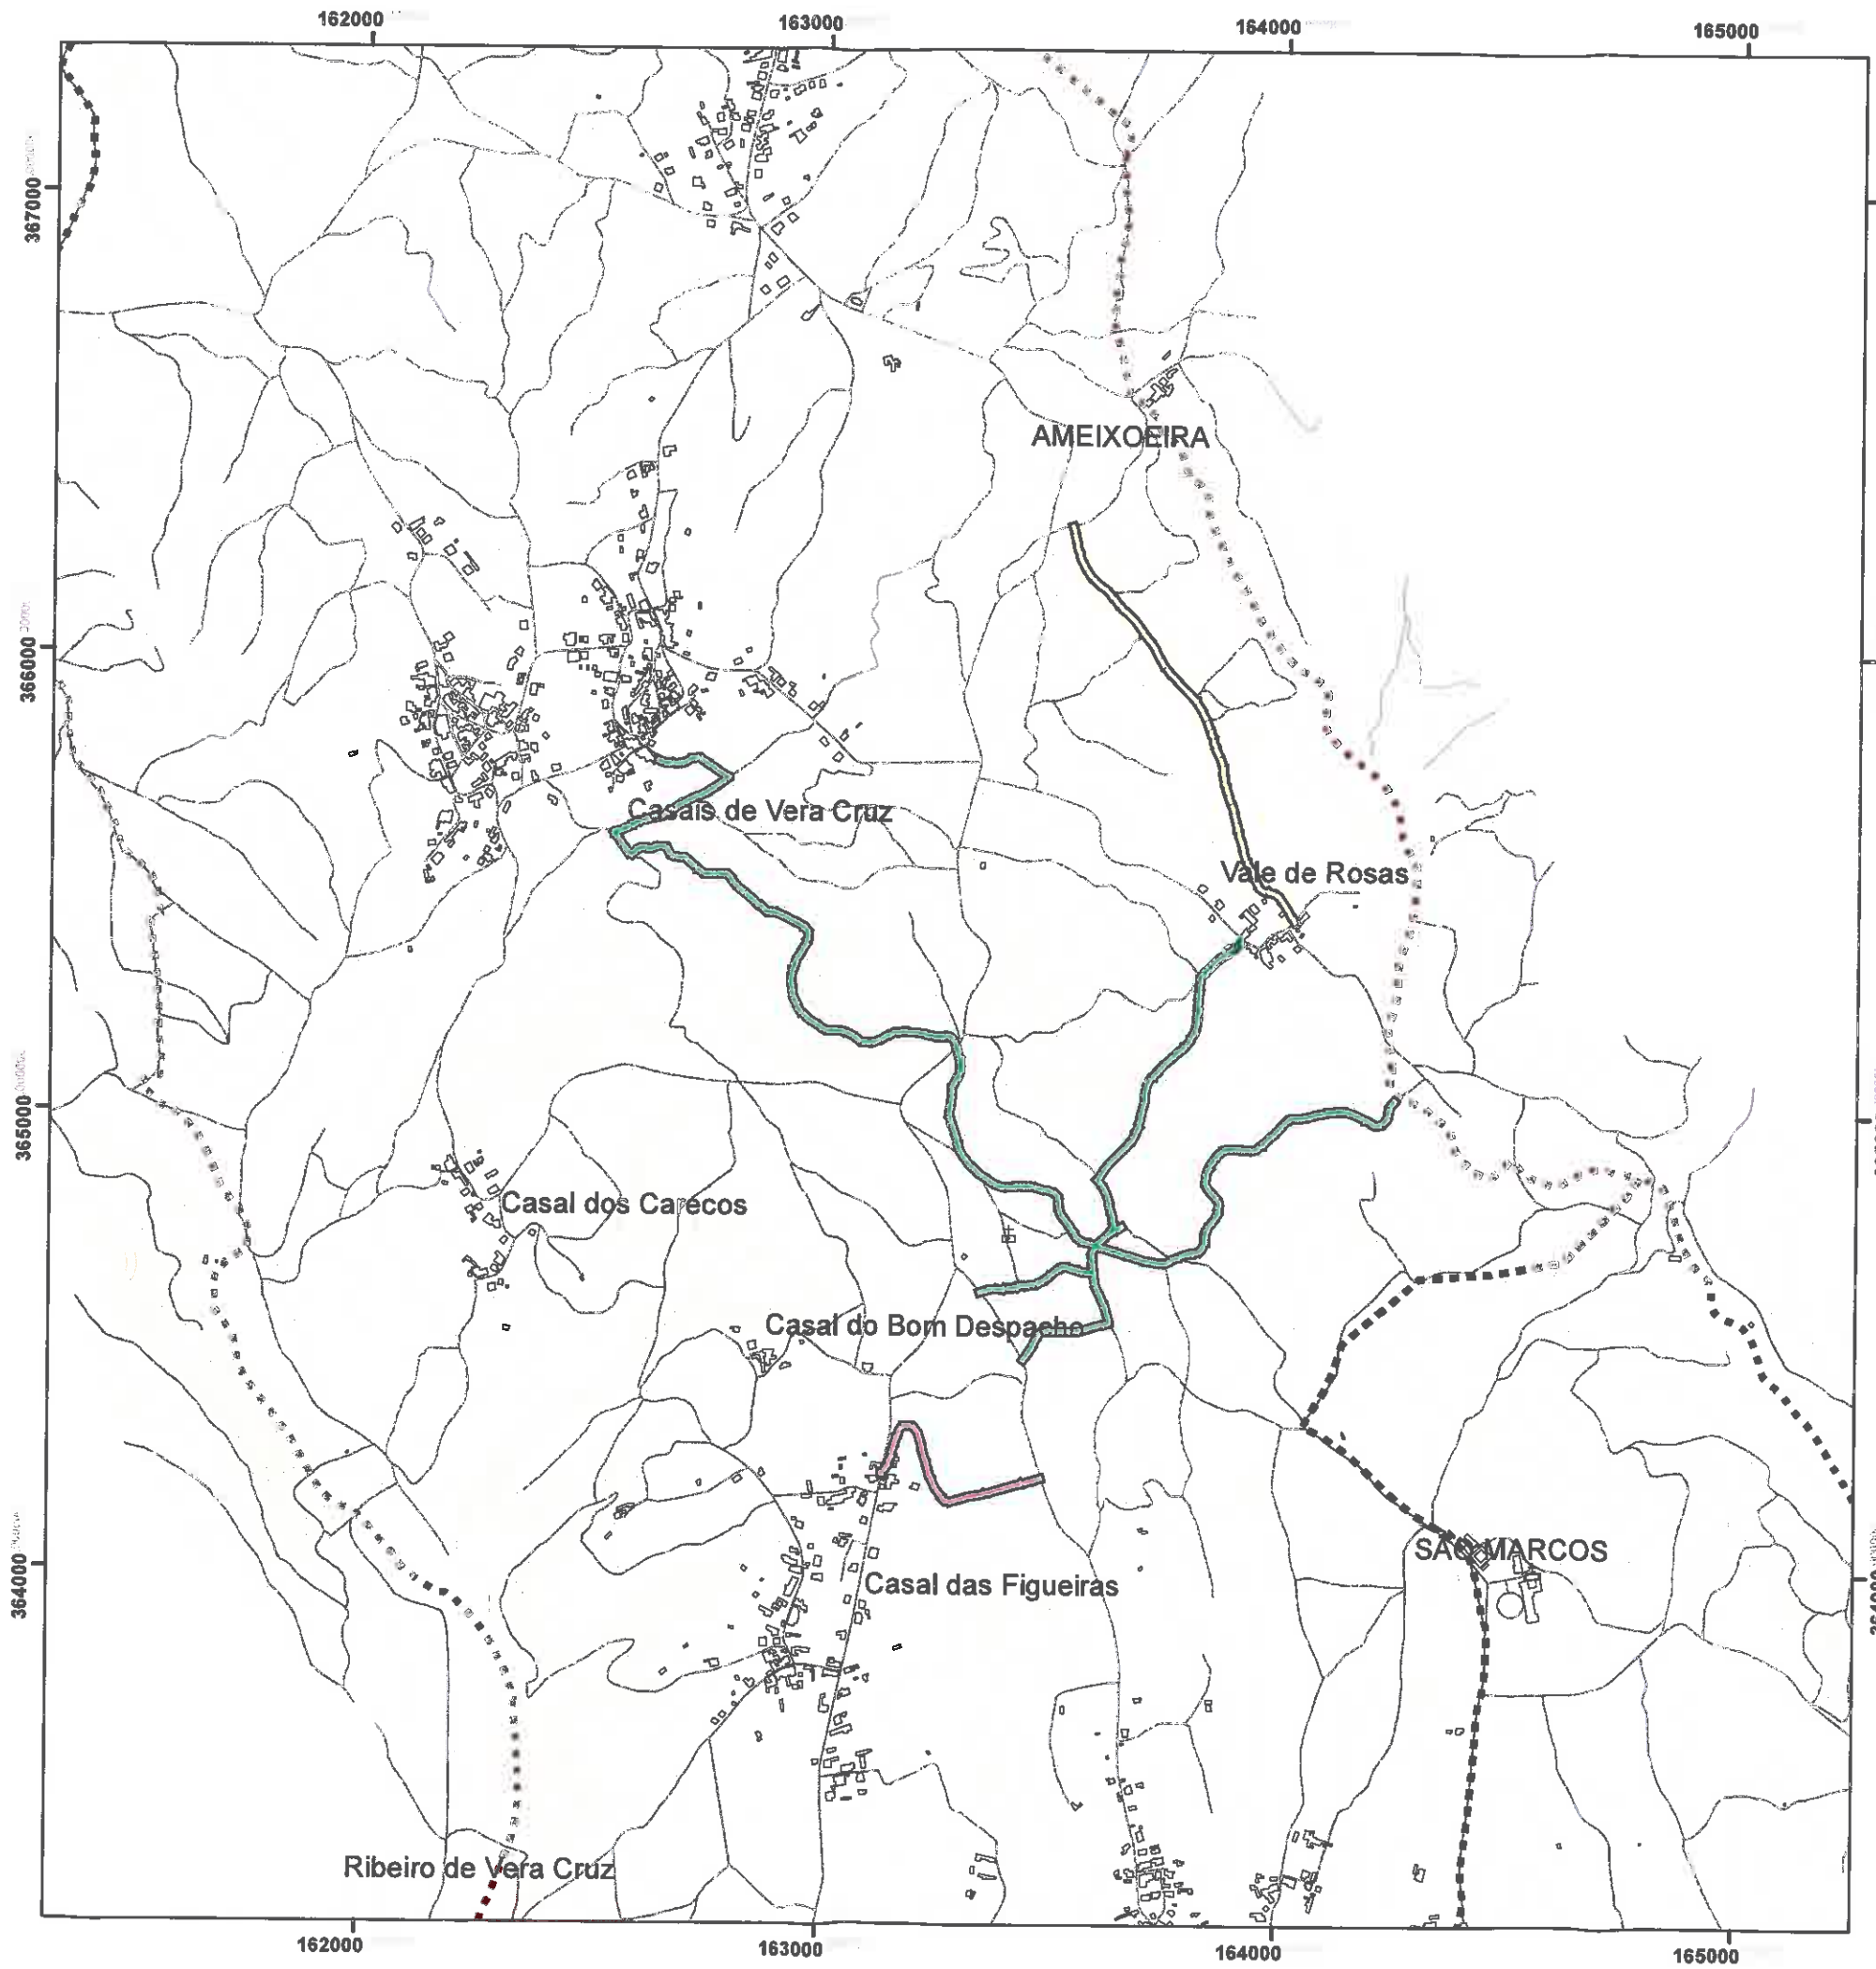 162000
163000
164000
165000
367000
AMEIXOEIRA
366000
Casais de Vera Cruz
Vale de Rosas
365000
Casal dos Carecos
Casal do Bom Despacho
SÃO MARCOS
364000
Casal das Figueiras
Ribeiro de Vera Cruz
162000
163000
164000
165000